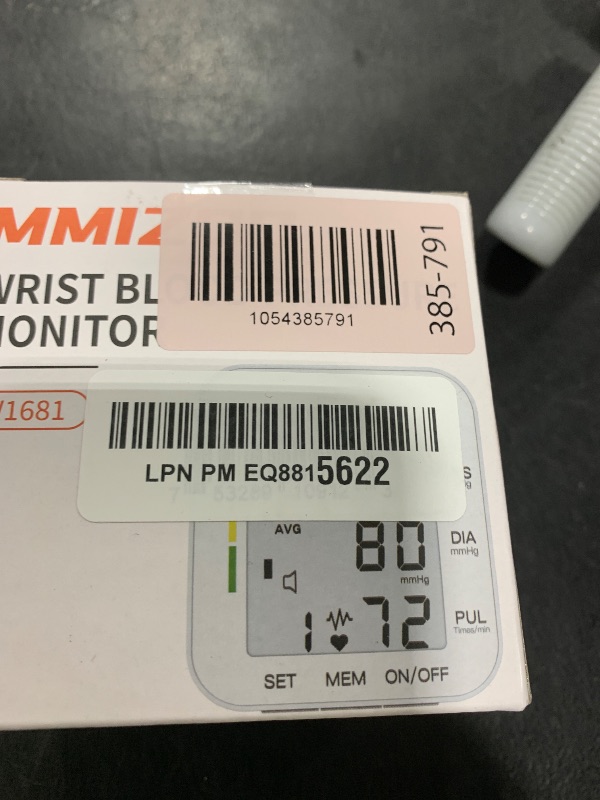 MMIZ
WRIST BL
MONITOR
1054385791
385-791
1681
LPN PM EQ8815622
AVG
80
DIA
mmHg
mmHg
1
72
PUL
Times/min
SET MEM ON/OFF